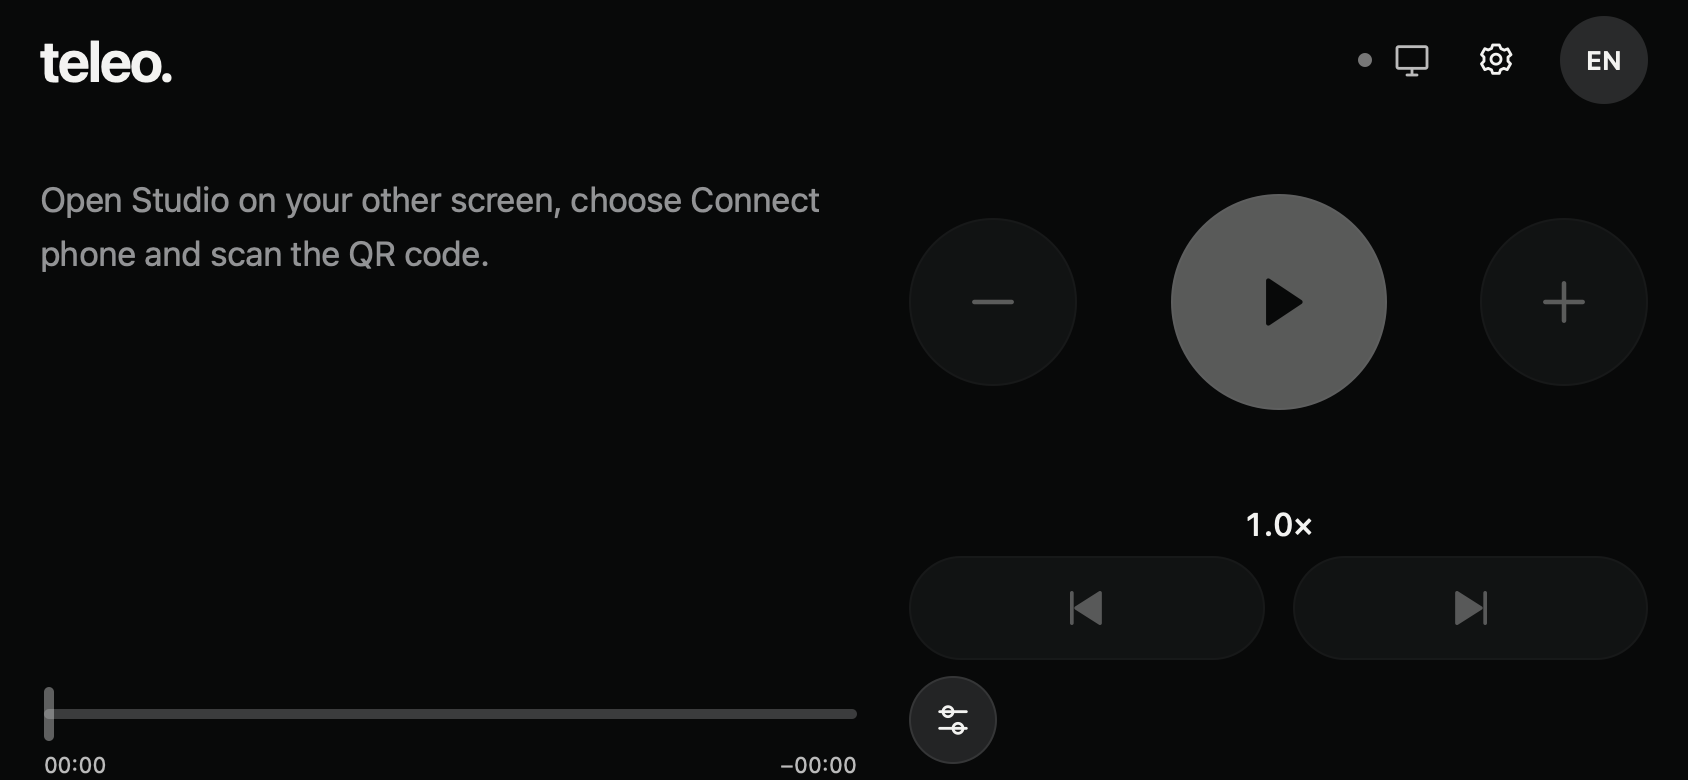 teleo.
EN
Open Studio on your other screen, choose Connect
phone and scan the QR code.
1.0×
00:00
−00:00